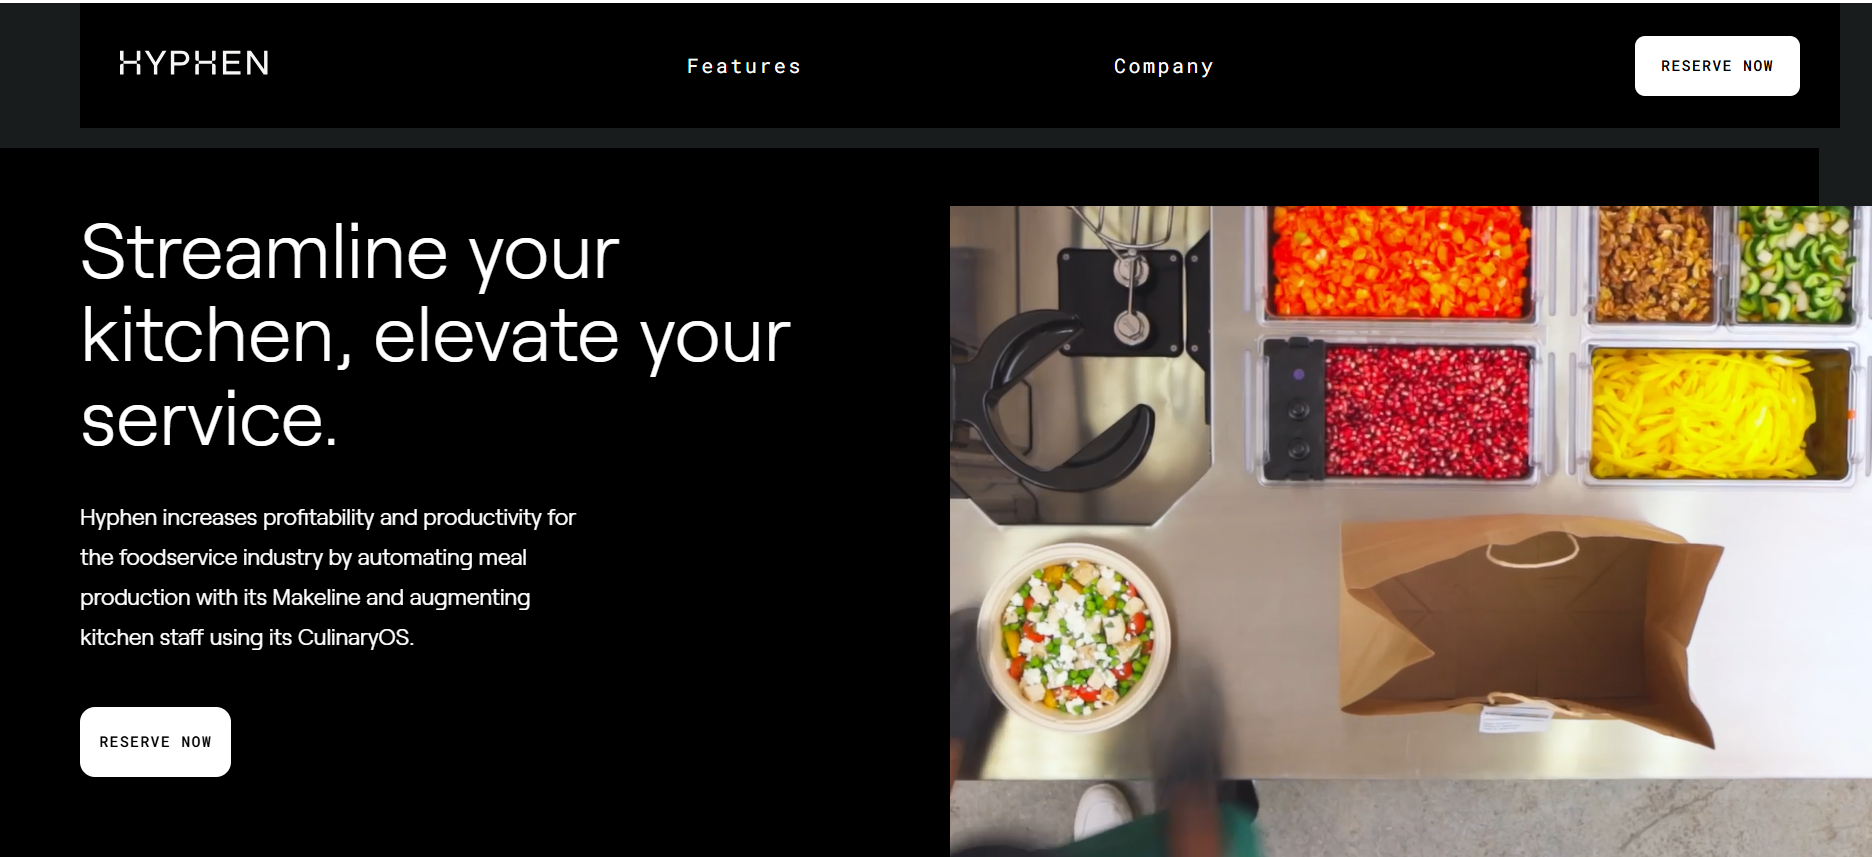 HYPHEN
Features
Company
RESERVE NOW
Streamline your
kitchen, elevate your
service.
Hyphen increases profitability and productivity for
the foodservice industry by automating meal
production with its Makeline and augmenting
kitchen staff using its CulinaryOS.
RESERVE NOW